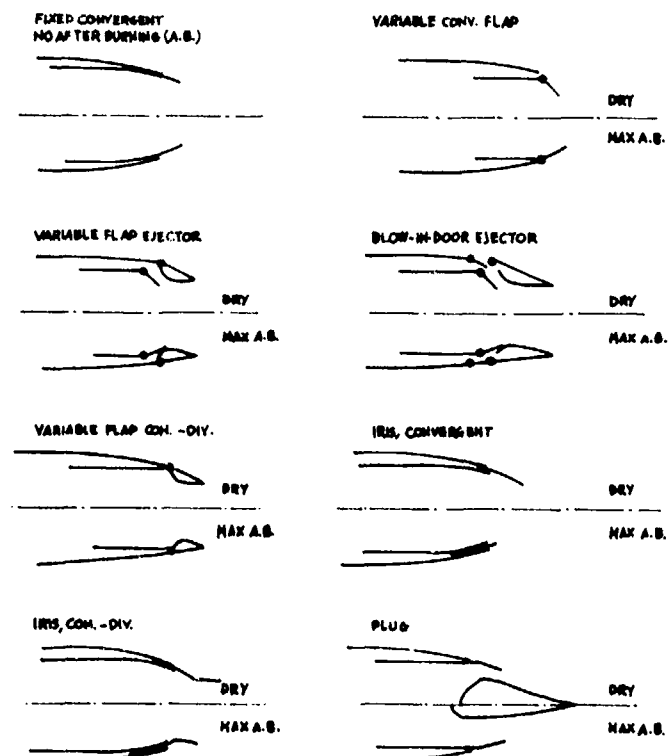 FIXED CONVERGENT
NO AFTER BURNING (A.B.)
VARIABLE CONV. FLAP
DRY
MAX A.B.
VARIABLE FLAP EJECTOR
DRY
MAX A.B.
BLOW-IN-DOOR EJECTOR
DRY
MAX A.B.
VARIABLE FLAP CON. -DIV.
DRY
MAX A.B.
IRIS, CONVERGENT
DRY
MAX A.B.
IRIS, CON. -DIV.
DRY
MAX A.B.
PLUG
DRY
MAX A.B.